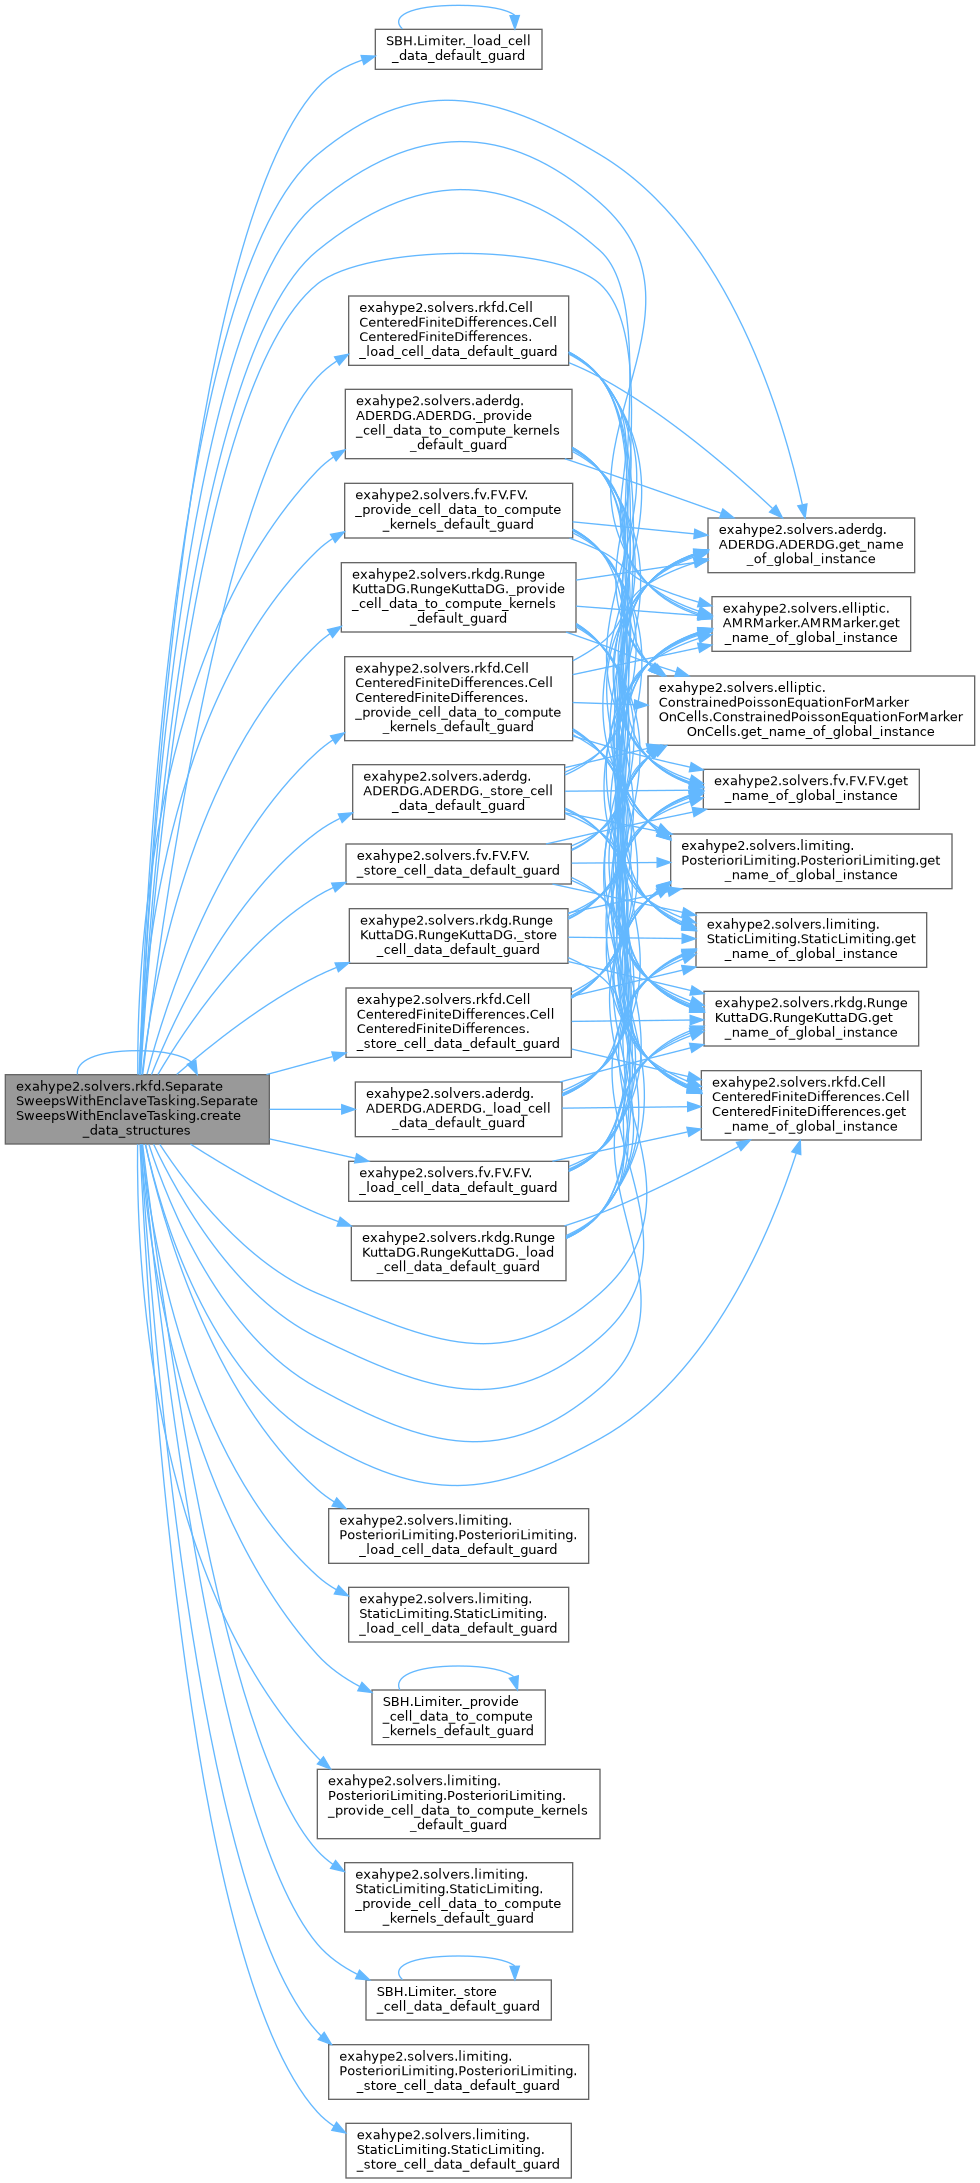 SBH.Limiter._load_cell
_data_default_guard
exahype2.solvers.rkfd.Cell
CenteredFiniteDifferences.Cell
CenteredFiniteDifferences.
_load_cell_data_default_guard
exahype2.solvers.aderdg.
ADERDG.ADERDG._provide
_cell_data_to_compute_kernels
_default_guard
exahype2.solvers.fv.FV.FV.
_provide_cell_data_to_compute
_kernels_default_guard
exahype2.solvers.rkdg.Runge
KuttaDG.RungeKuttaDG._provide
_cell_data_to_compute_kernels
_default_guard
exahype2.solvers.rkfd.Cell
CenteredFiniteDifferences.Cell
CenteredFiniteDifferences.
_provide_cell_data_to_compute
_kernels_default_guard
exahype2.solvers.aderdg.
ADERDG.ADERDG._store_cell
_data_default_guard
exahype2.solvers.fv.FV.FV.
_store_cell_data_default_guard
exahype2.solvers.rkdg.Runge
KuttaDG.RungeKuttaDG._store
_cell_data_default_guard
exahype2.solvers.rkfd.Cell
CenteredFiniteDifferences.Cell
CenteredFiniteDifferences.
_store_cell_data_default_guard
exahype2.solvers.aderdg.
ADERDG.ADERDG._load_cell
_data_default_guard
exahype2.solvers.fv.FV.FV.
_load_cell_data_default_guard
exahype2.solvers.rkdg.Runge
KuttaDG.RungeKuttaDG._load
_cell_data_default_guard
exahype2.solvers.rkfd.Separate
SweepsWithEnclaveTasking.Separate
SweepsWithEnclaveTasking.create
_data_structures
exahype2.solvers.aderdg.
ADERDG.ADERDG.get_name
_of_global_instance
exahype2.solvers.elliptic.
AMRMarker.AMRMarker.get
_name_of_global_instance
exahype2.solvers.elliptic.
ConstrainedPoissonEquationForMarker
OnCells.ConstrainedPoissonEquationForMarker
OnCells.get_name_of_global_instance
exahype2.solvers.fv.FV.FV.get
_name_of_global_instance
exahype2.solvers.limiting.
PosterioriLimiting.PosterioriLimiting.get
_name_of_global_instance
exahype2.solvers.limiting.
StaticLimiting.StaticLimiting.get
_name_of_global_instance
exahype2.solvers.rkdg.Runge
KuttaDG.RungeKuttaDG.get
_name_of_global_instance
exahype2.solvers.rkfd.Cell
CenteredFiniteDifferences.Cell
CenteredFiniteDifferences.get
_name_of_global_instance
exahype2.solvers.limiting.
PosterioriLimiting.PosterioriLimiting.
_load_cell_data_default_guard
exahype2.solvers.limiting.
StaticLimiting.StaticLimiting.
_load_cell_data_default_guard
SBH.Limiter._provide
_cell_data_to_compute
_kernels_default_guard
exahype2.solvers.limiting.
PosterioriLimiting.PosterioriLimiting.
_provide_cell_data_to_compute_kernels
_default_guard
exahype2.solvers.limiting.
StaticLimiting.StaticLimiting.
_provide_cell_data_to_compute
_kernels_default_guard
SBH.Limiter._store
_cell_data_default_guard
exahype2.solvers.limiting.
PosterioriLimiting.PosterioriLimiting.
_store_cell_data_default_guard
exahype2.solvers.limiting.
StaticLimiting.StaticLimiting.
_store_cell_data_default_guard